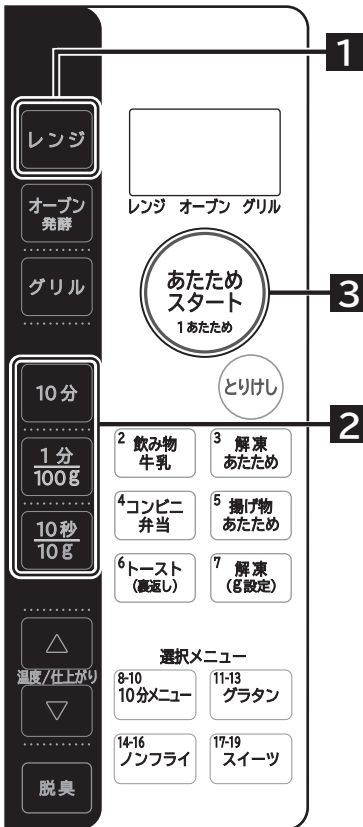 1
レンジ
オーブン
発酵
グリル
10分
1分
100g
10秒
10g
△
温度/仕上がり
▽
脱臭
レンジ オーブン グリル
あたため
スタート
1あたため
3
とりけし
2
2 飲み物
牛乳
3 解凍
あたため
4コンビニ
弁当
5 揚げ物
あたため
6トースト
(裏返し)
7 解凍
(g設定)
選択メニュー
8-10
10分メニュー
11-13
グラタン
14-16
ノンフライ
17-19
スイーツ